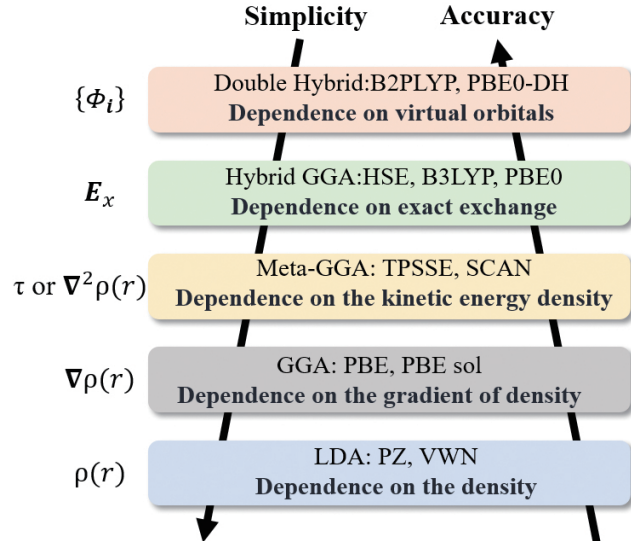 Simplicity Accuracy
{Φᵢ} Double Hybrid:B2PLYP, PBE0-DH
Dependence on virtual orbitals
Eₓ Hybrid GGA:HSE, B3LYP, PBE0
Dependence on exact exchange
τ or ∇²ρ(r) Meta-GGA: TPSSE, SCAN
Dependence on the kinetic energy density
∇ρ(r) GGA: PBE, PBE sol
Dependence on the gradient of density
ρ(r) LDA: PZ, VWN
Dependence on the density